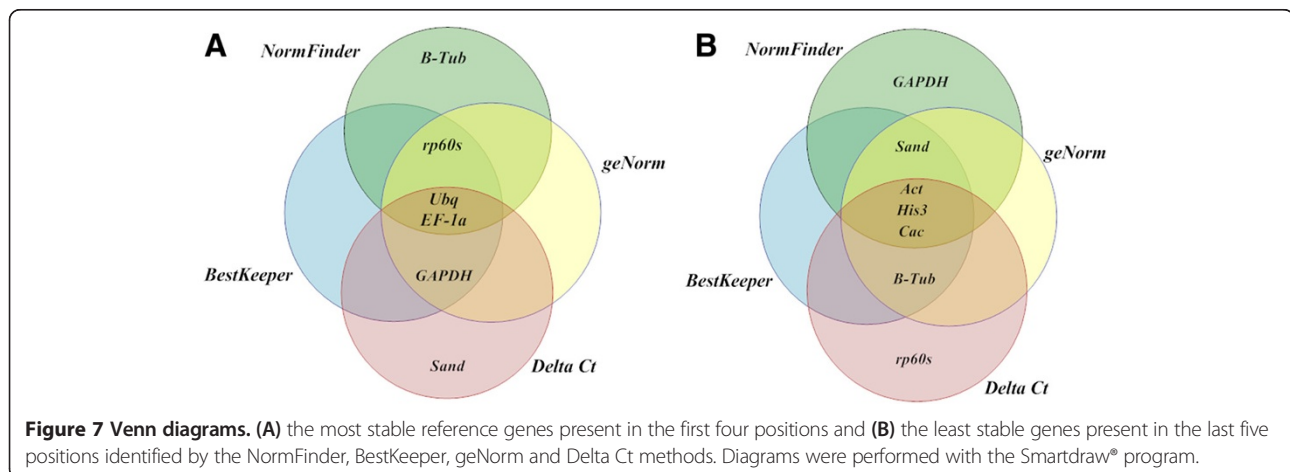 A
NormFinder
B-Tub
rp60s
geNorm
Ubq
EF-1a
BestKeeper
GAPDH
Sand
Delta Ct
B
NormFinder
GAPDH
Sand
geNorm
Act
His3
Cac
BestKeeper
B-Tub
rp60s
Delta Ct
Figure 7 Venn diagrams. (A) the most stable reference genes present in the first four positions and (B) the least stable genes present in the last five
positions identified by the NormFinder, BestKeeper, geNorm and Delta Ct methods. Diagrams were performed with the Smartdraw® program.